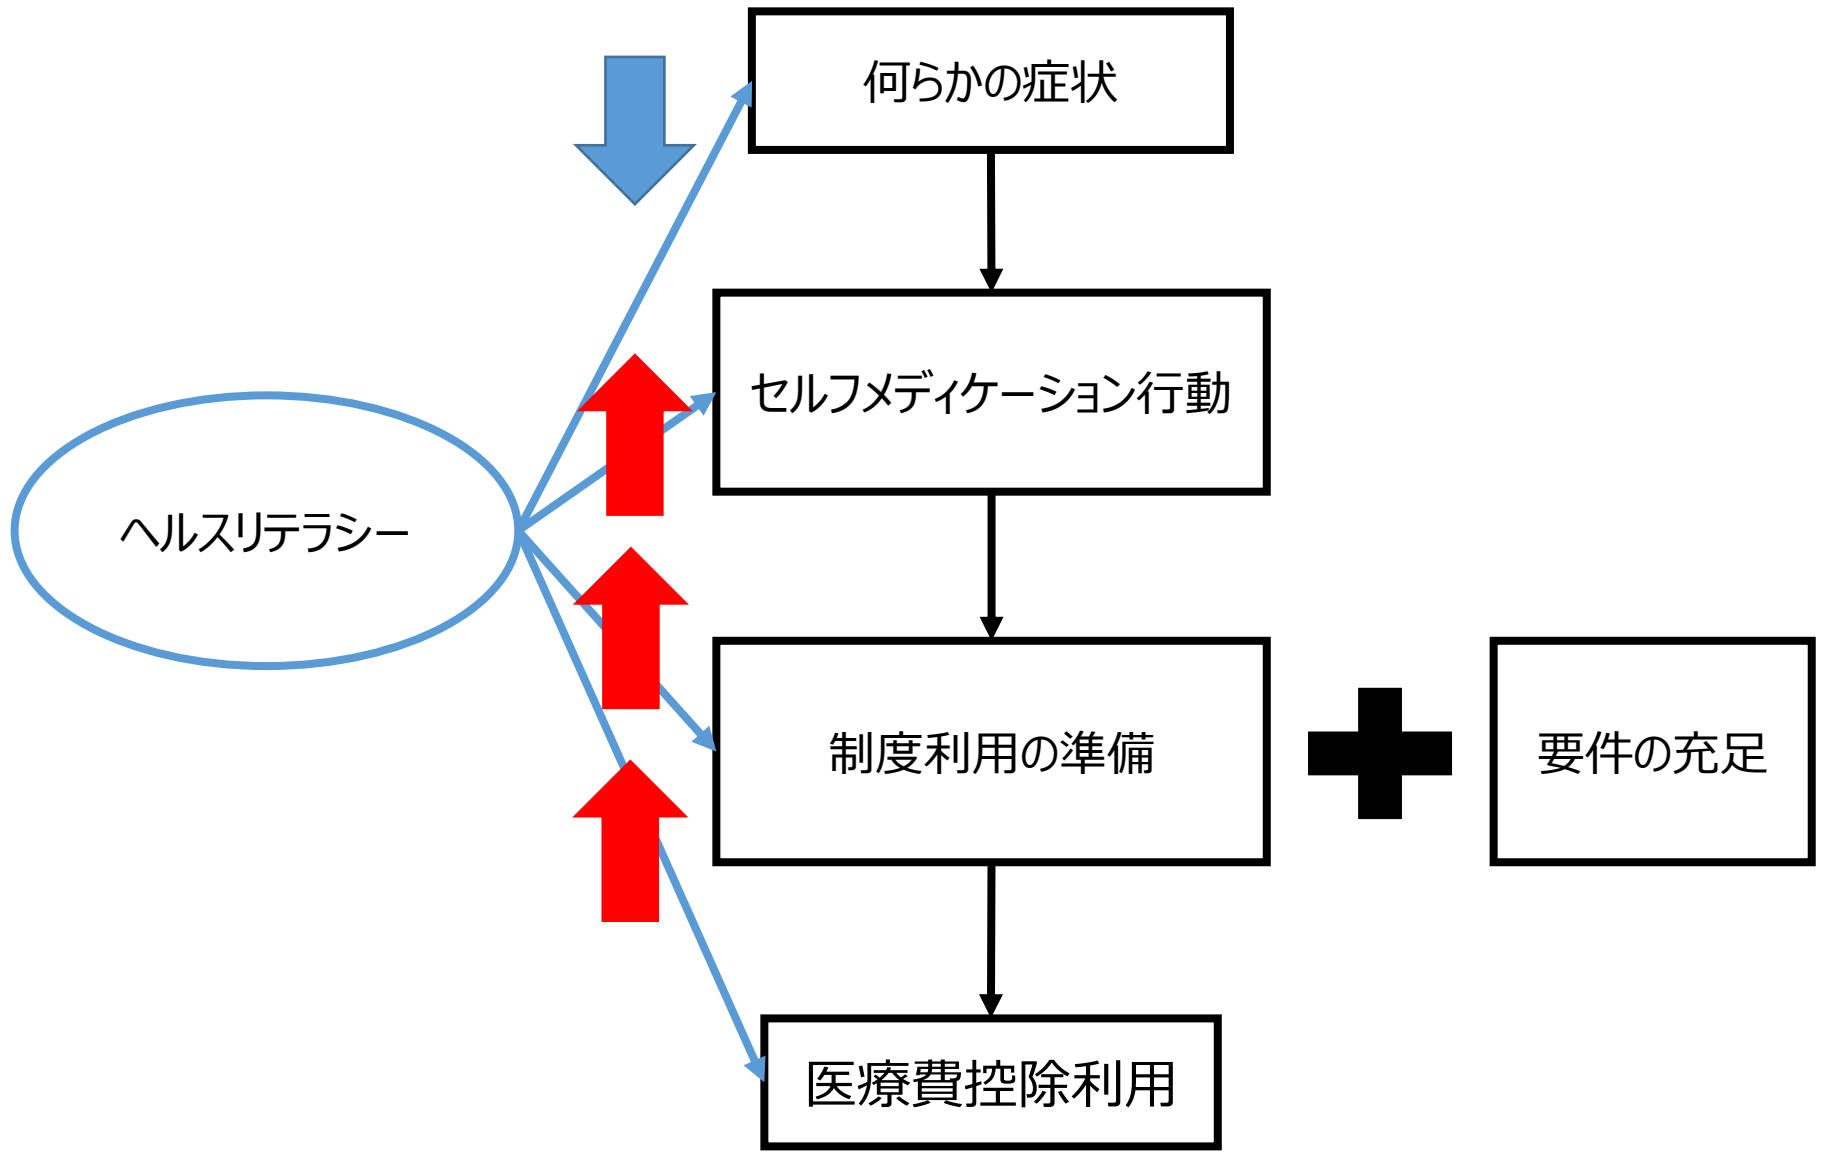 何らかの症状
セルフメディケーション行動
ヘルスリテラシー
制度利用の準備
要件の充足
医療費控除利用